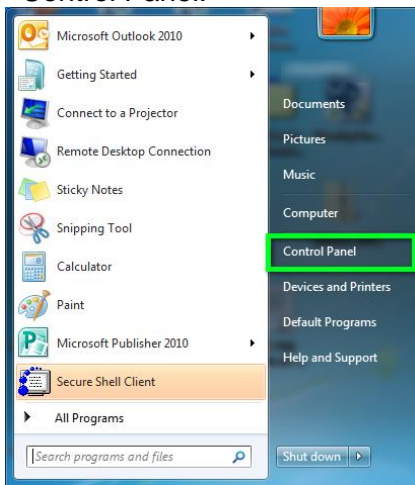 Control Panel.
Microsoft Outlook 2010
Getting Started
Connect to a Projector
Remote Desktop Connection
Sticky Notes
Snipping Tool
Calculator
Paint
Microsoft Publisher 2010
Secure Shell Client
All Programs
Search programs and files
Documents
Pictures
Music
Computer
Control Panel
Devices and Printers
Default Programs
Help and Support
Shut down